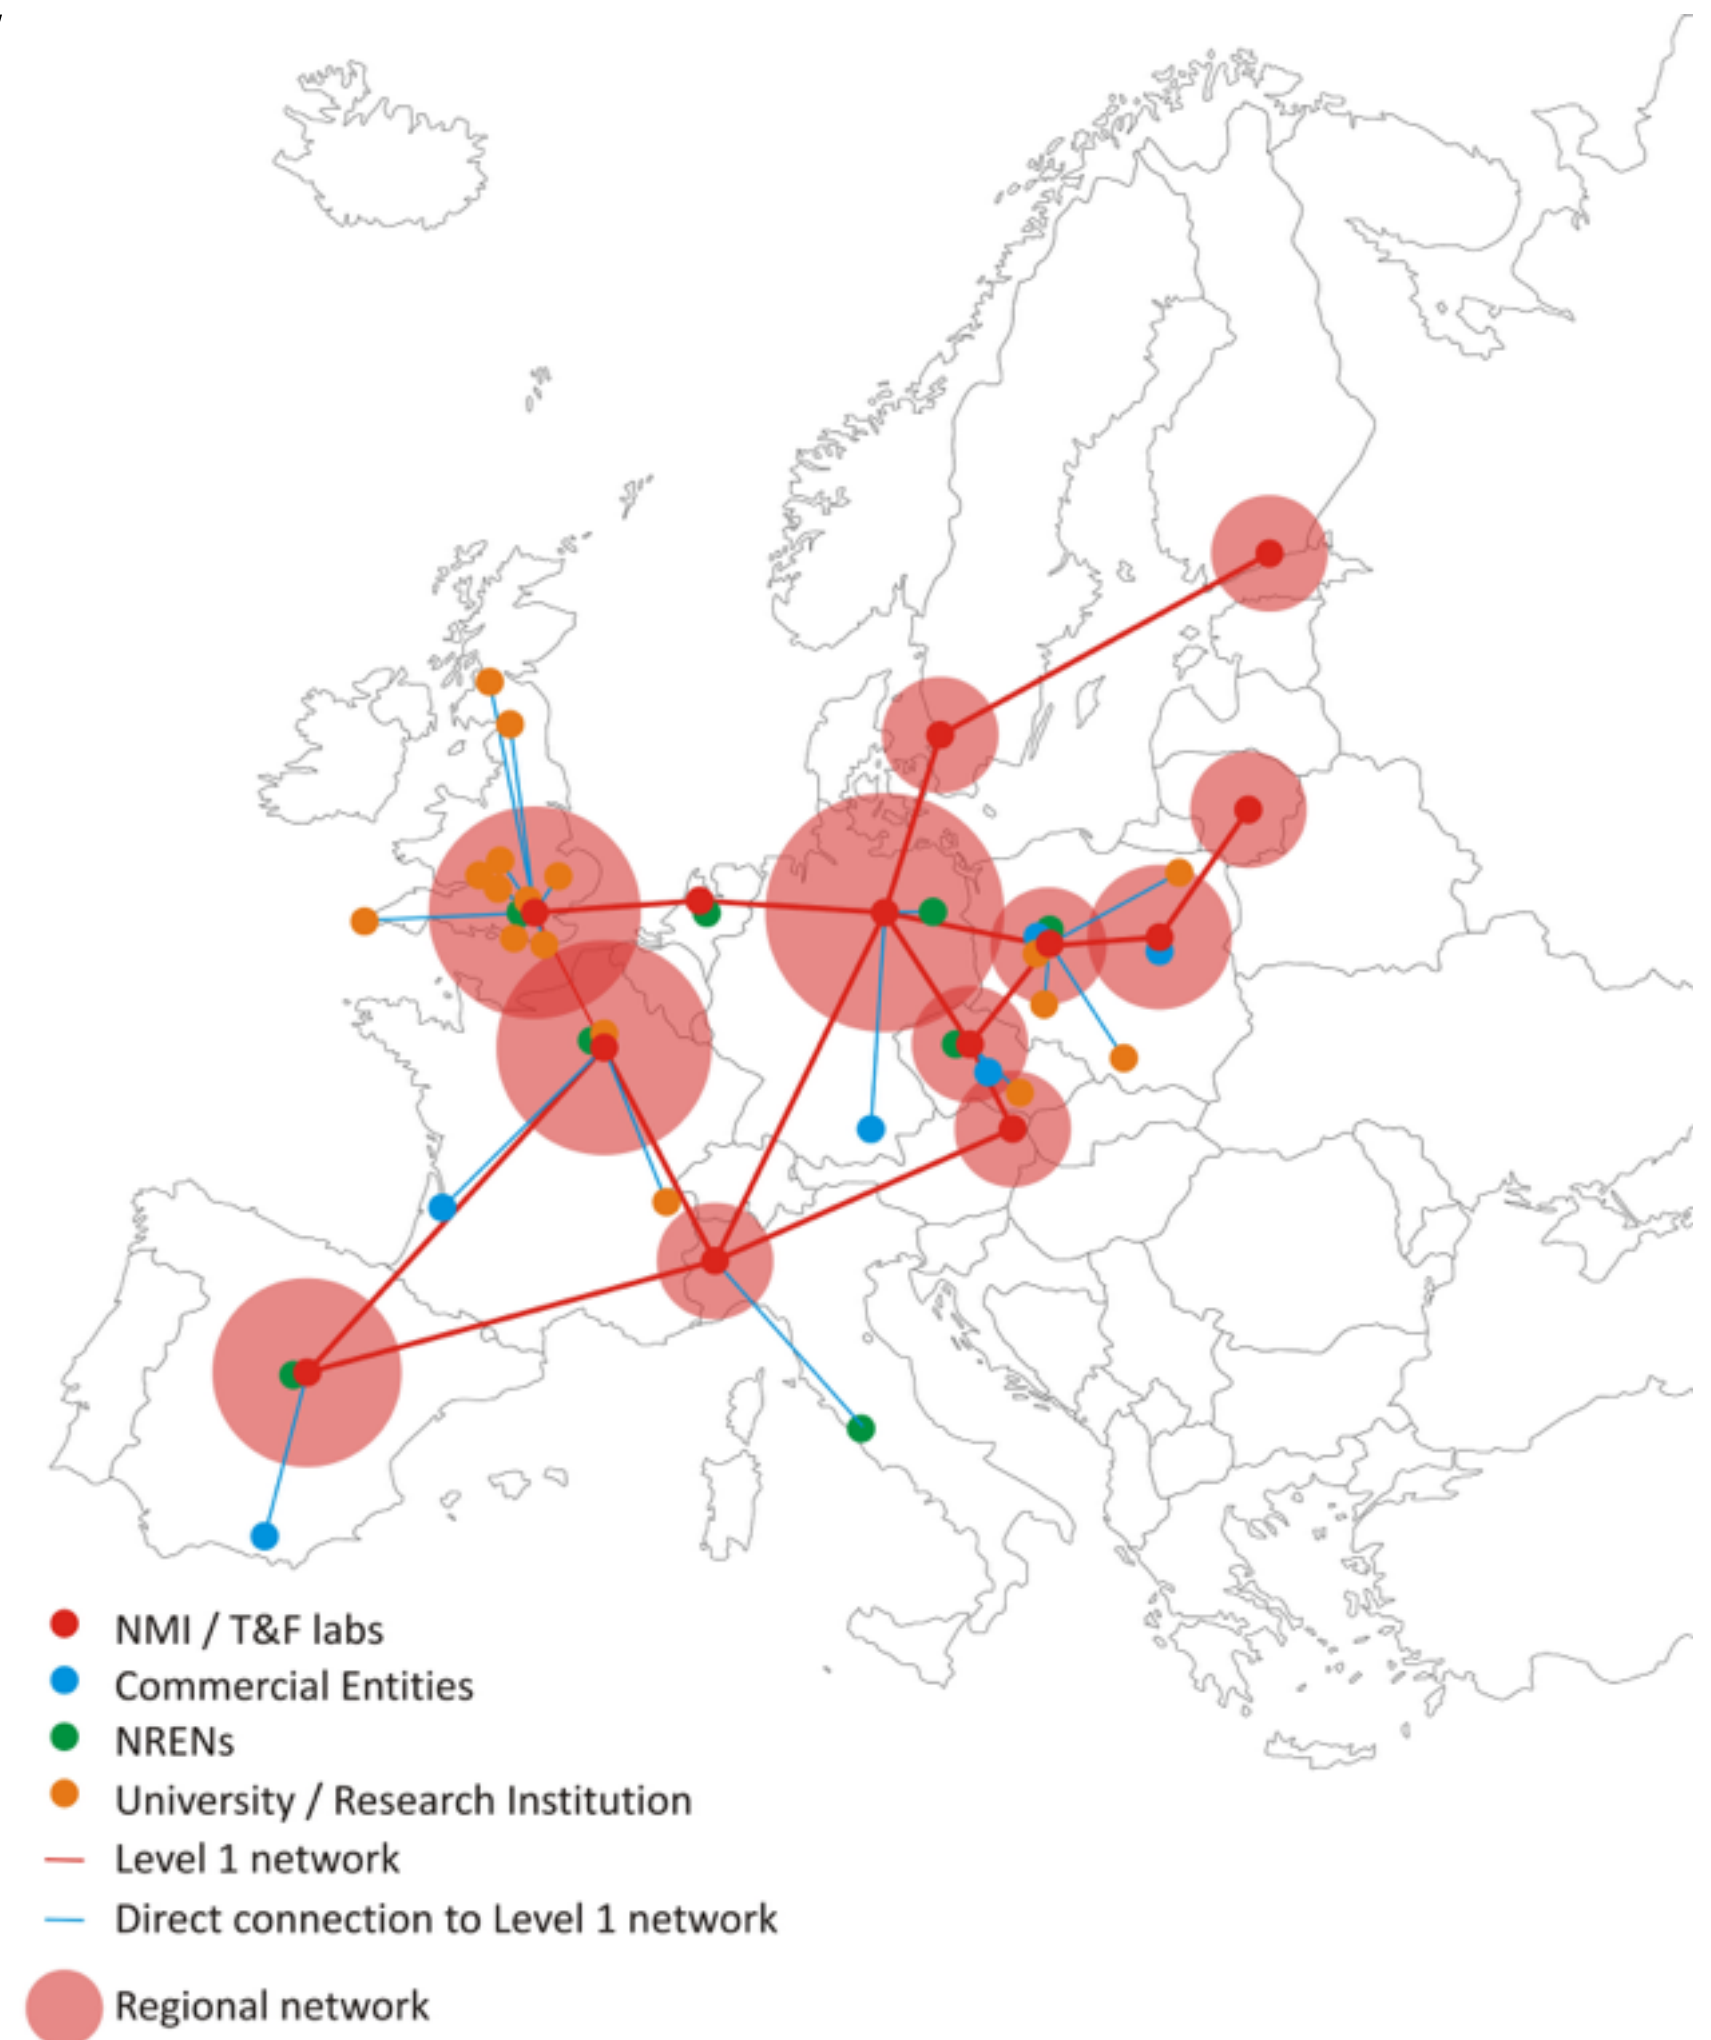 NMI / T&F labs
Commercial Entities
NRENs
University / Research Institution
Level 1 network
Direct connection to Level 1 network
Regional network